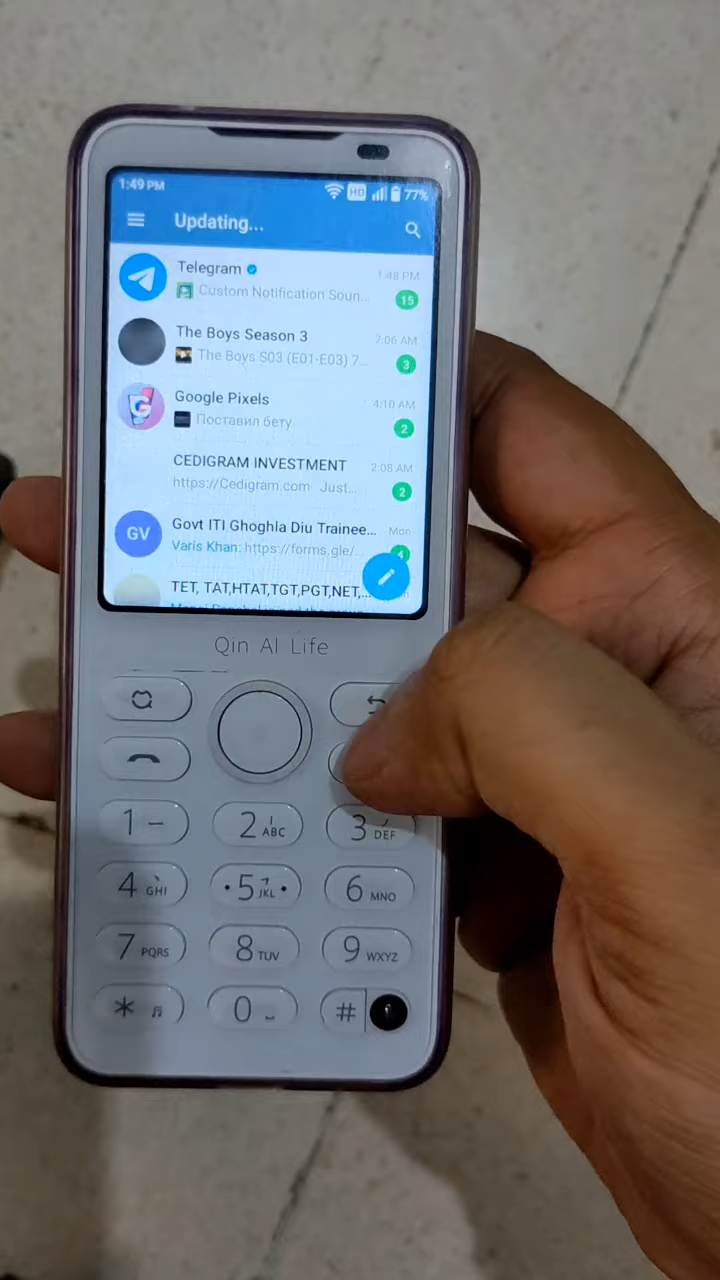 1:49 PM HD 77%
Updating...
Telegram 1:48 PM
Custom Notification Soun... 15
The Boys Season 3 2:06 AM
The Boys S03 (E01-E03) 7... 3
Google Pixels 4:10 AM
Поставил бету 2
CEDIGRAM INVESTMENT 2:08 AM
https://Cedigram.com Just... 2
GV Govt ITI Ghoghla Diu Trainee... Mon
Varis Khan: https://forms.gle/... 4
TET, TAT,HTAT,TGT,PGT,NET,...
Qin AI Life
1 2 ABC 3 DEF
4 GHI 5 JKL 6 MNO
7 PQRS 8 TUV 9 WXYZ
* 0 #